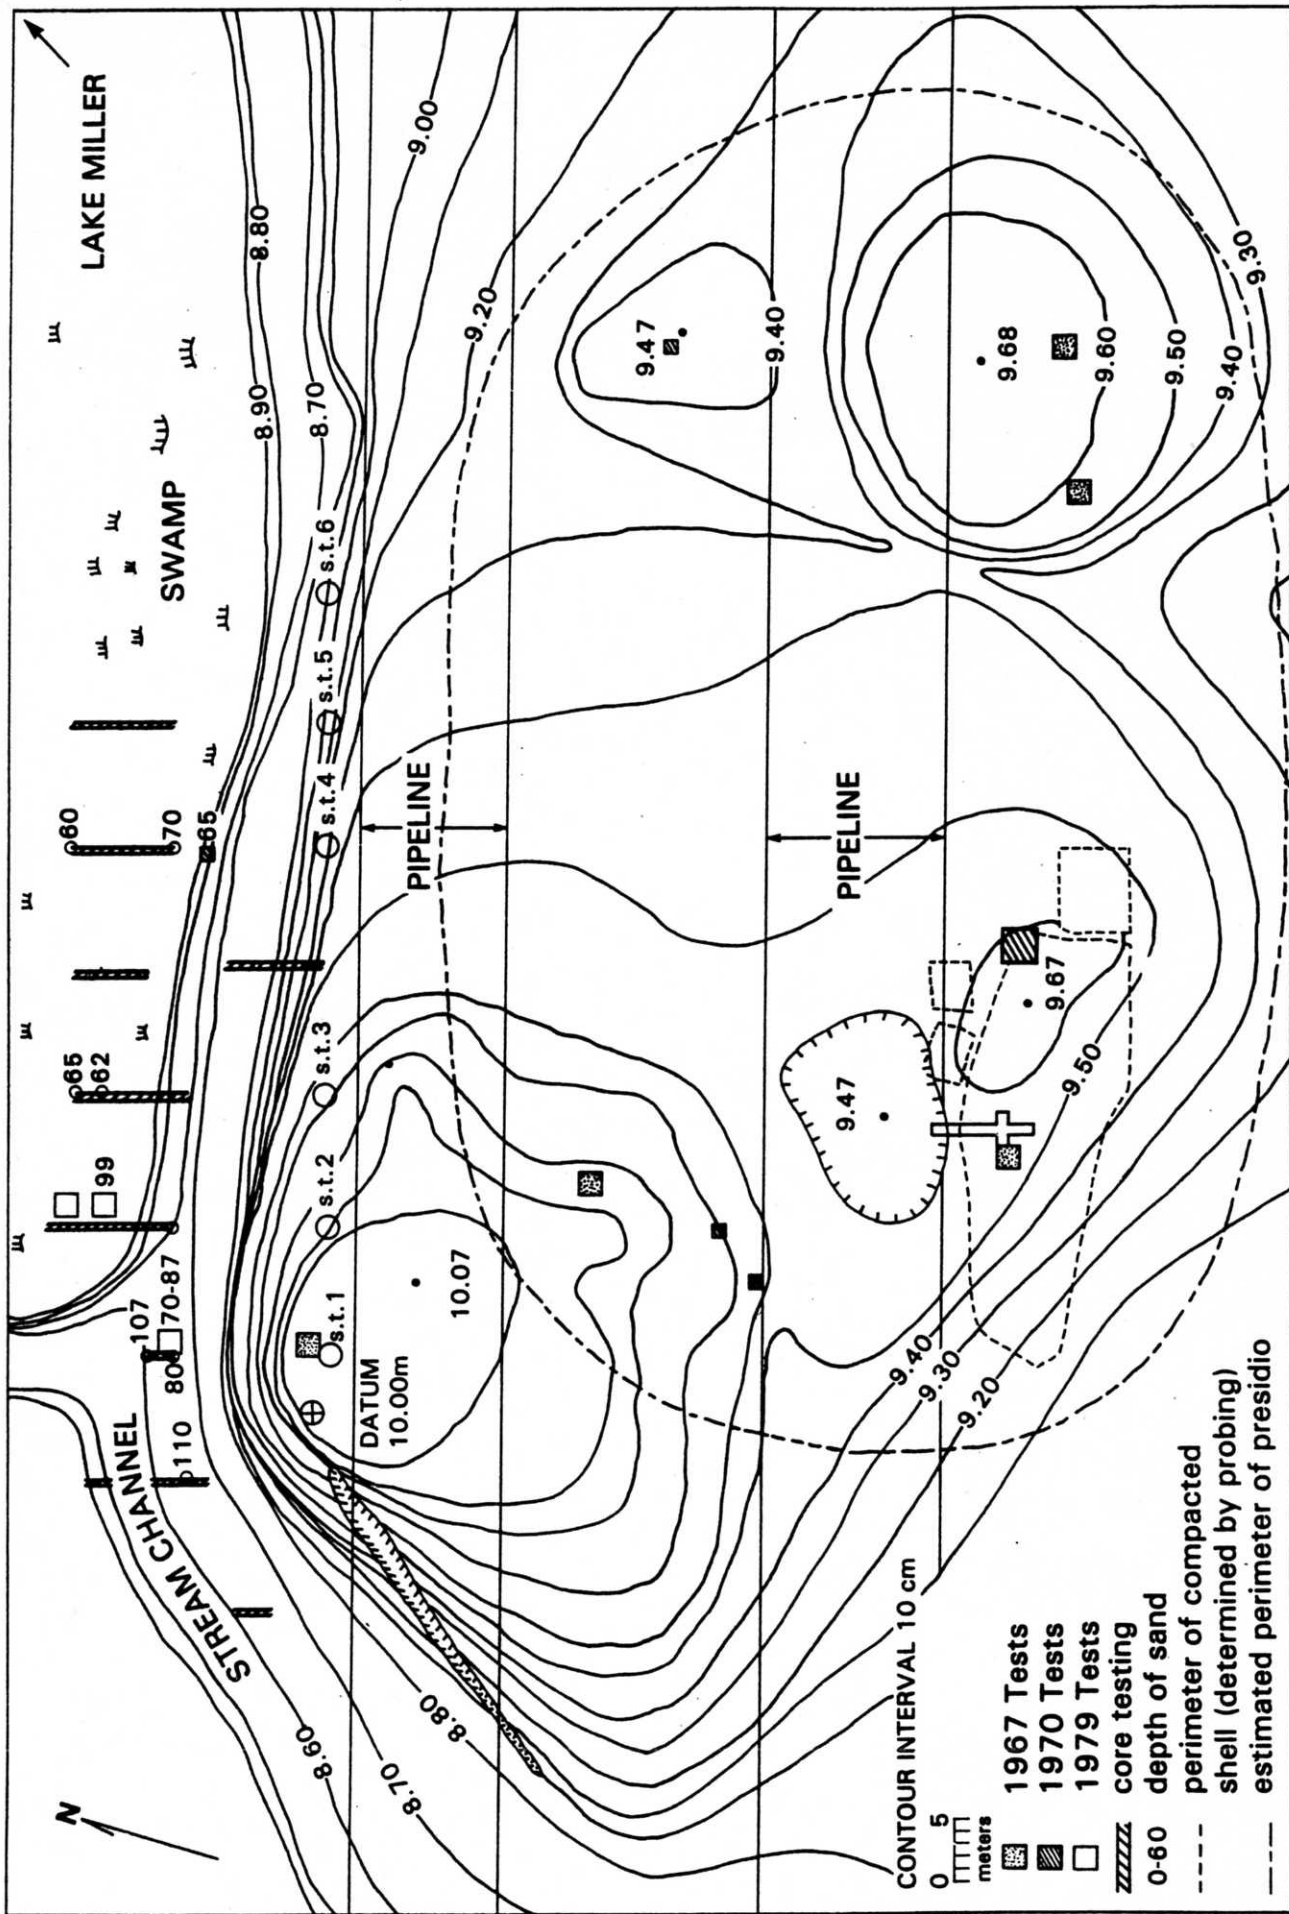 N
LAKE MILLER
SWAMP
STREAM CHANNEL
8.80
8.90
8.70
9.00
9.20
60
70
65
65
62
99
107
70-87
80
110
s.t.6
s.t.5
s.t.4
s.t.3
s.t.2
s.t.1
DATUM
10.00m
10.07
PIPELINE
PIPELINE
8.60
8.70
8.80
9.47
9.40
9.68
9.60
9.50
9.40
9.30
9.47
9.67
9.50
9.40
9.30
9.20
CONTOUR INTERVAL 10 cm
0 5
meters
1967 Tests
1970 Tests
1979 Tests
core testing
0-60 depth of sand
perimeter of compacted
shell (determined by probing)
estimated perimeter of presidio